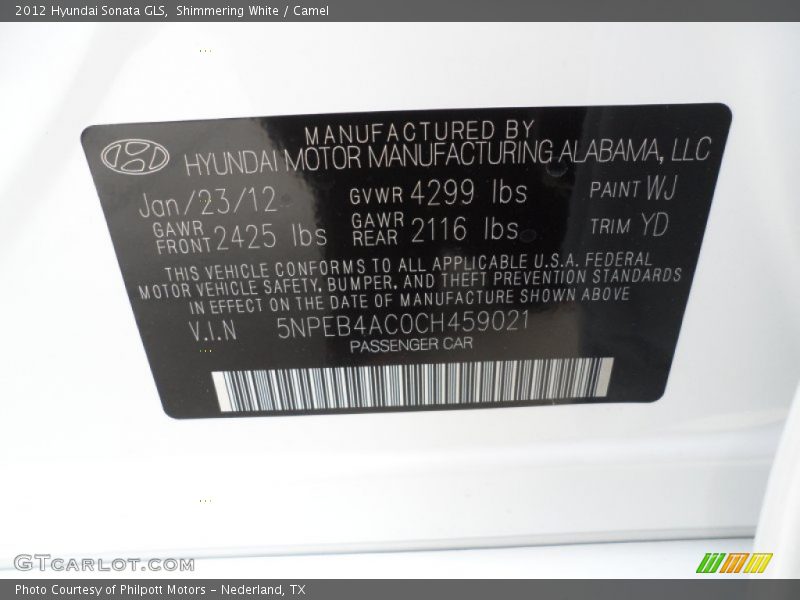 2012 Hyundai Sonata GLS,  Shimmering White / Camel
MANUFACTURED BY
HYUNDAI MOTOR MANUFACTURING ALABAMA, LLC
Jan/23/12 GVWR 4299 lbs PAINT WJ
GAWR FRONT 2425 lbs GAWR REAR 2116 lbs TRIM YD
THIS VEHICLE CONFORMS TO ALL APPLICABLE U.S.A. FEDERAL
MOTOR VEHICLE SAFETY, BUMPER, AND THEFT PREVENTION STANDARDS
IN EFFECT ON THE DATE OF MANUFACTURE SHOWN ABOVE
V.I.N 5NPEB4AC0CH459021
PASSENGER CAR
GTCARLOT.COM
Photo Courtesy of Philpott Motors - Nederland, TX